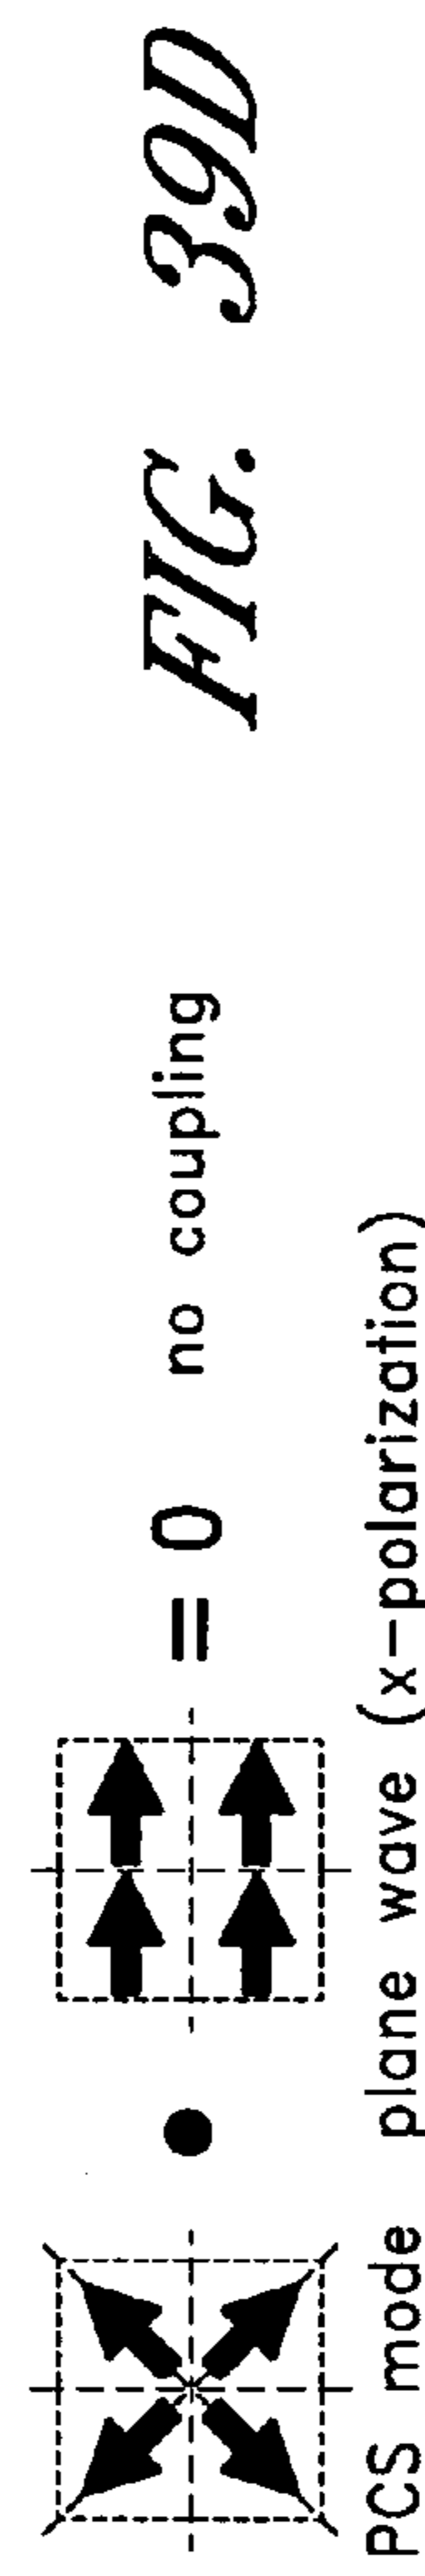 = 0 no coupling
PCS mode plane wave (x-polarization)
FIG. 39D